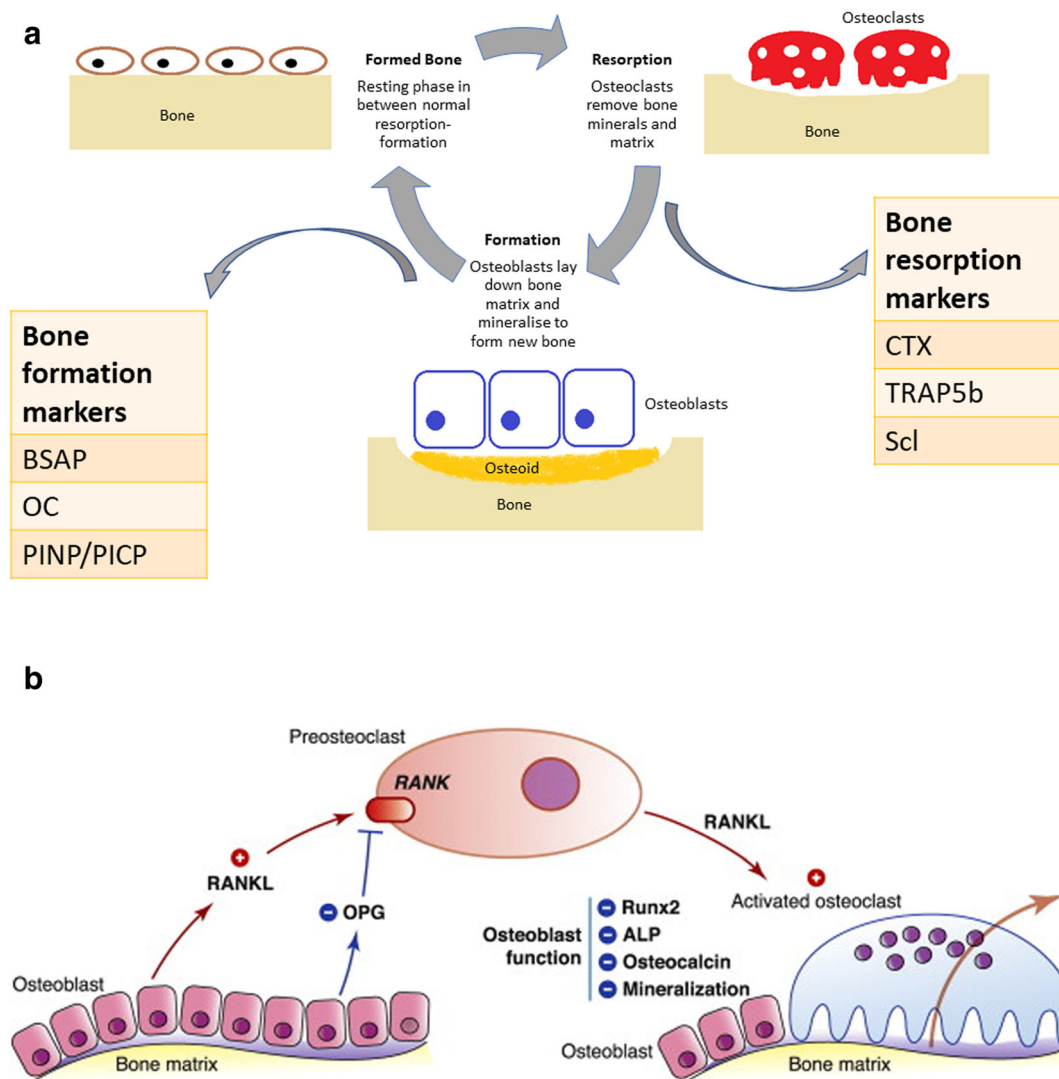 a
Bone
Formed Bone
Resting phase in
between normal
resorption-
formation
Resorption
Osteoclasts
remove bone
minerals and
matrix
Osteoclasts
Bone
Formation
Osteoblasts lay
down bone
matrix and
mineralise to
form new bone
Osteoblasts
Osteoid
Bone
Bone
formation
markers
BSAP
OC
PINP/PICP
Bone
resorption
markers
CTX
TRAP5b
Scl
b
Preosteoclast
RANK
+
RANKL
− OPG
Osteoblast
Bone matrix
RANKL
+
Activated osteoclast
Osteoblast
function
− Runx2
− ALP
− Osteocalcin
− Mineralization
Osteoblast
Bone matrix